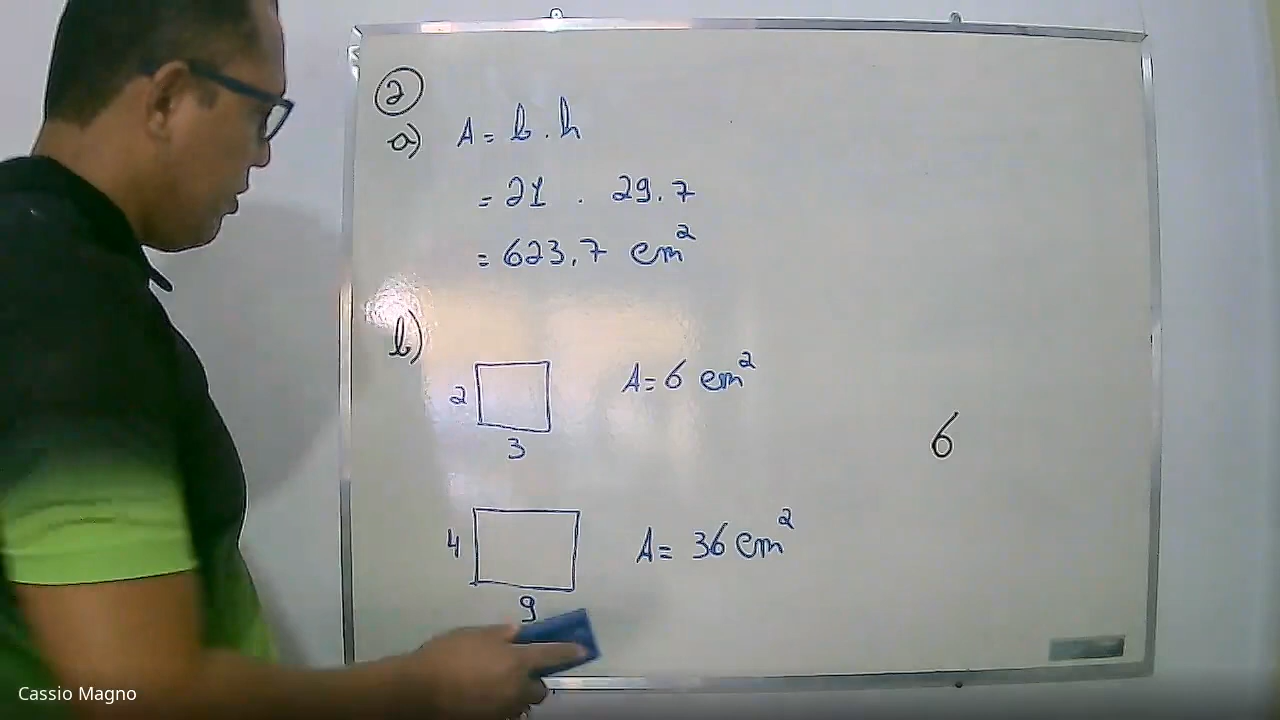 2
a) A = b . h
= 21 . 29.7
= 623,7 cm²
b)
2
A = 6 cm²
3
6
4
A = 36 cm²
9
Cassio Magno